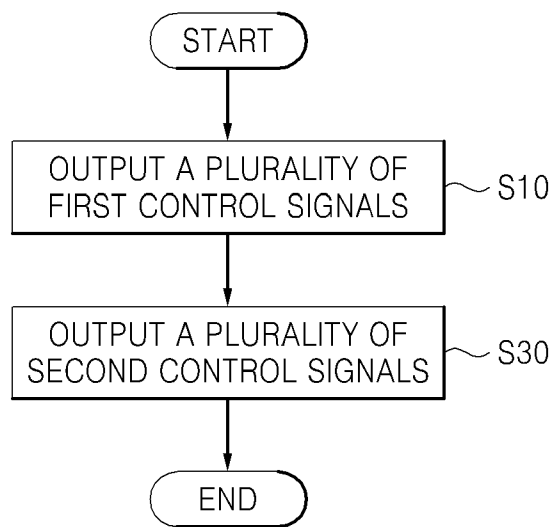 START
OUTPUT A PLURALITY OF
FIRST CONTROL SIGNALS
S10
OUTPUT A PLURALITY OF
SECOND CONTROL SIGNALS
S30
END